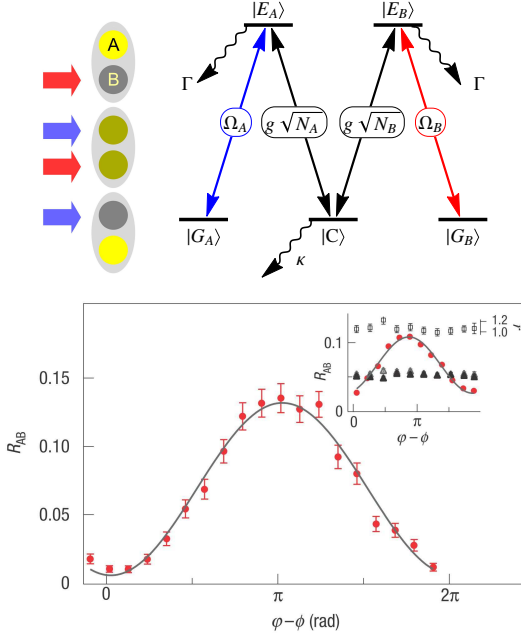 |E_A⟩ |E_B⟩
A
B
Γ Γ
Ω_A g √N_A g √N_B Ω_B
|G_A⟩ |C⟩ |G_B⟩
κ
R_AB
0.15
0.10
0.05
0
0 π 2π
φ−ϕ (rad)
1.2
1.0
R_AB
0.1
0
0 π
φ−ϕ